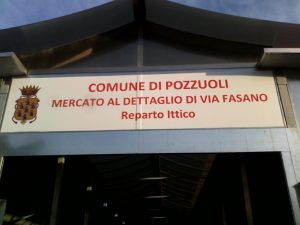 COMUNE DI POZZUOLI
MERCATO AL DETTAGLIO DI VIA FASANO
Reparto Ittico